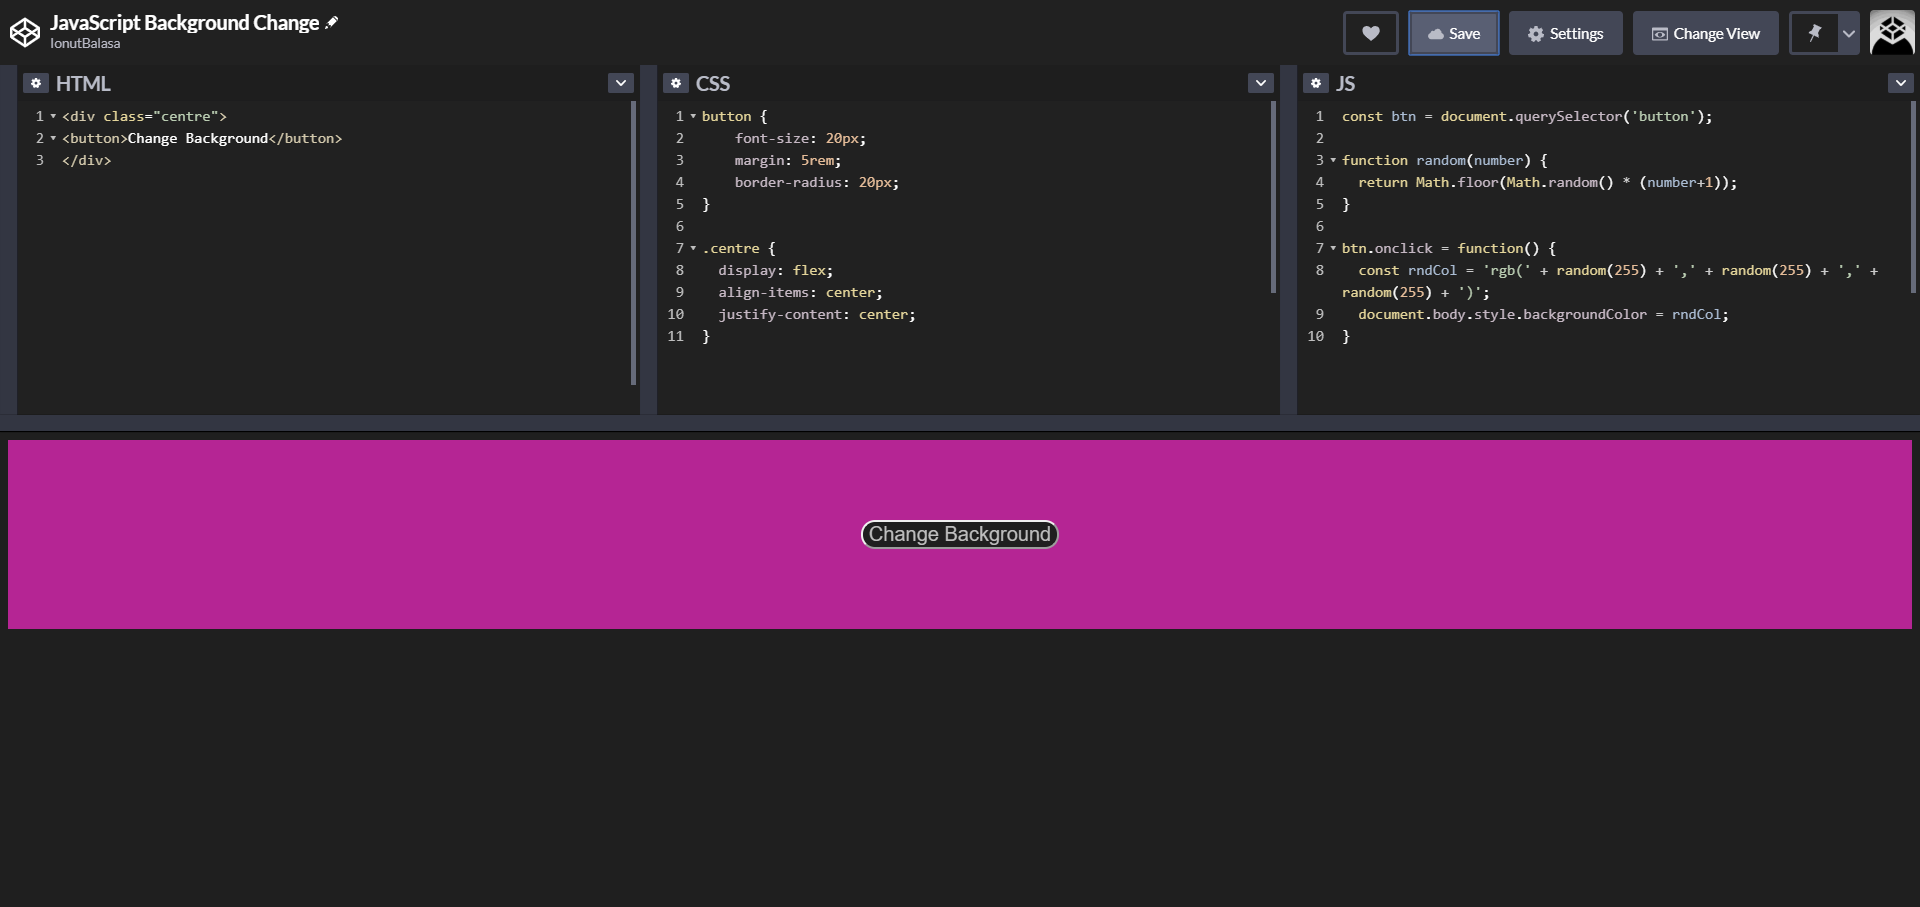 JavaScript Background Change
IonutBalasa
Save
Settings
Change View
HTML
1 <div class="centre">
2 <button>Change Background</button>
3 </div>
CSS
1 button {
2     font-size: 20px;
3     margin: 5rem;
4     border-radius: 20px;
5 }
6
7 .centre {
8   display: flex;
9   align-items: center;
10   justify-content: center;
11 }
JS
1 const btn = document.querySelector('button');
2
3 function random(number) {
4   return Math.floor(Math.random() * (number+1));
5 }
6
7 btn.onclick = function() {
8   const rndCol = 'rgb(' + random(255) + ',' + random(255) + ',' +
random(255) + ')';
9   document.body.style.backgroundColor = rndCol;
10 }
Change Background